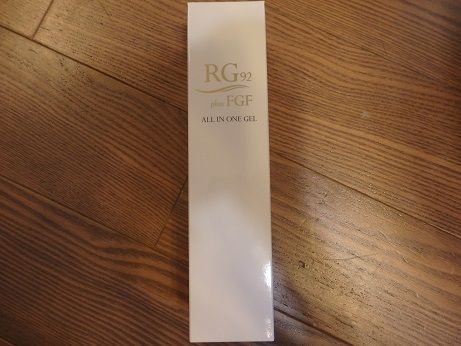 RG92
plus FGF
ALL IN ONE GEL